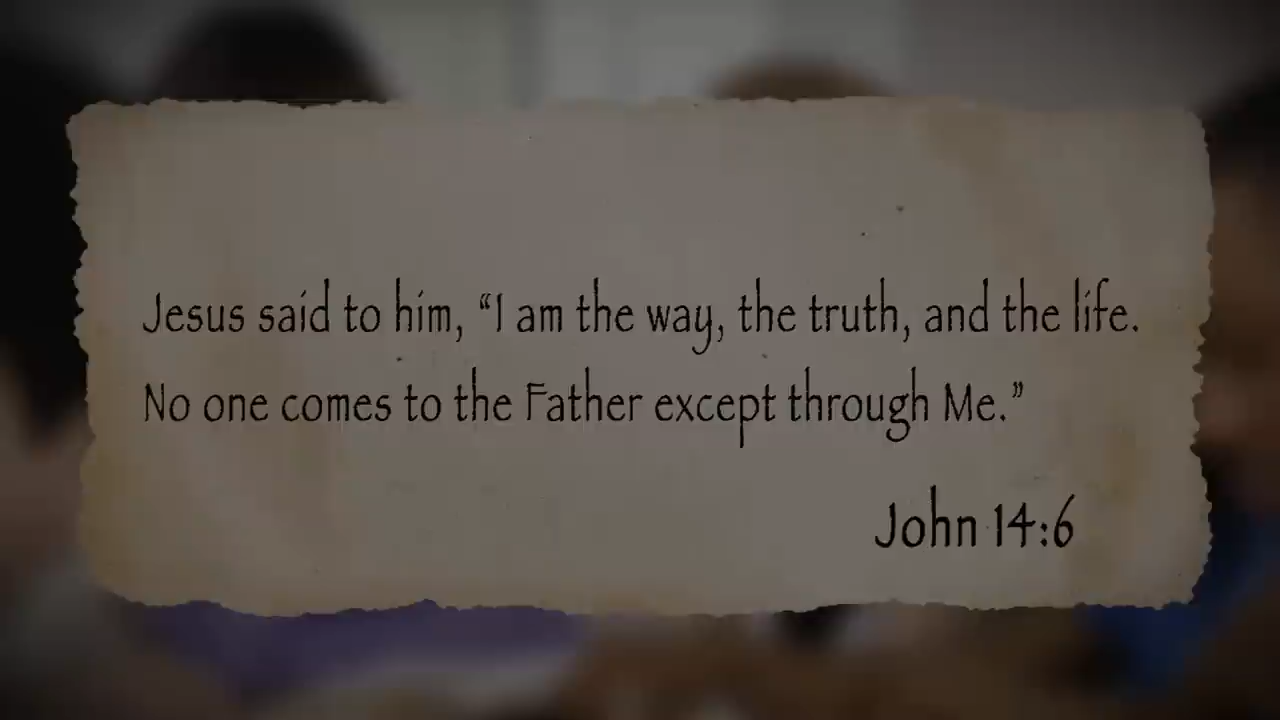 Jesus said to him, “I am the way, the truth, and the life.
No one comes to the Father except through Me.”
John 14:6